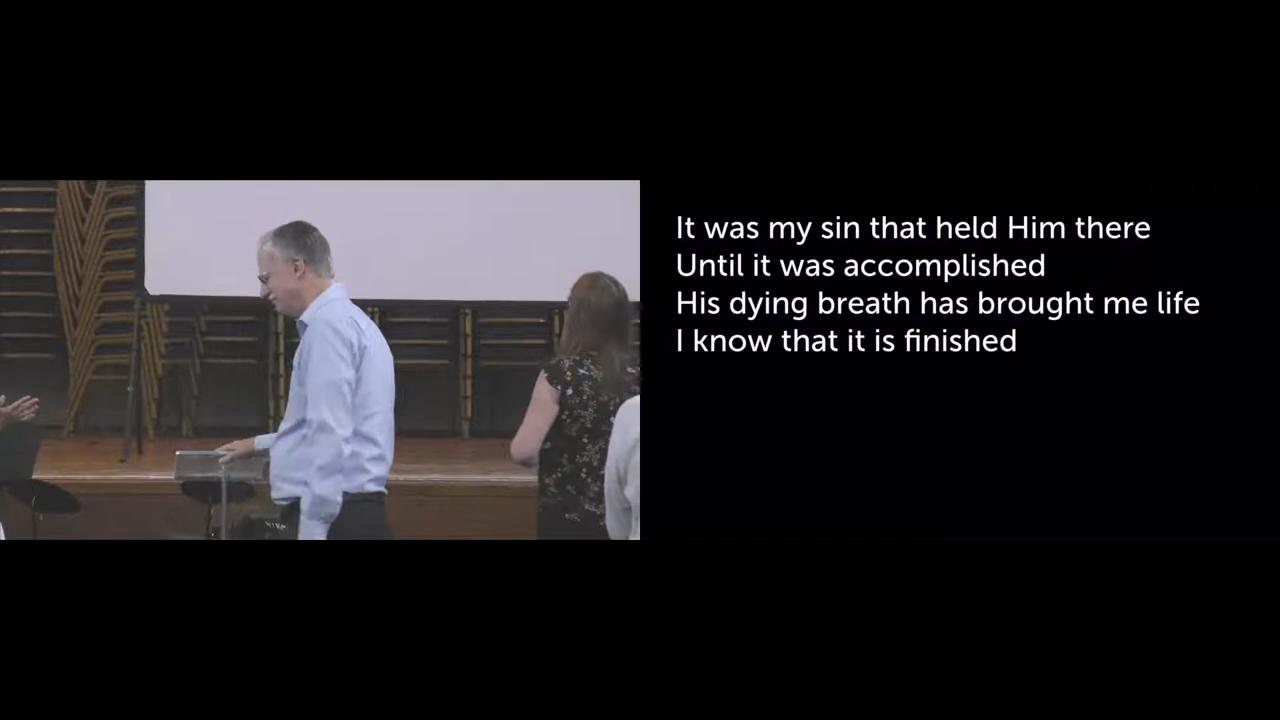 It was my sin that held Him there
Until it was accomplished
His dying breath has brought me life
I know that it is finished